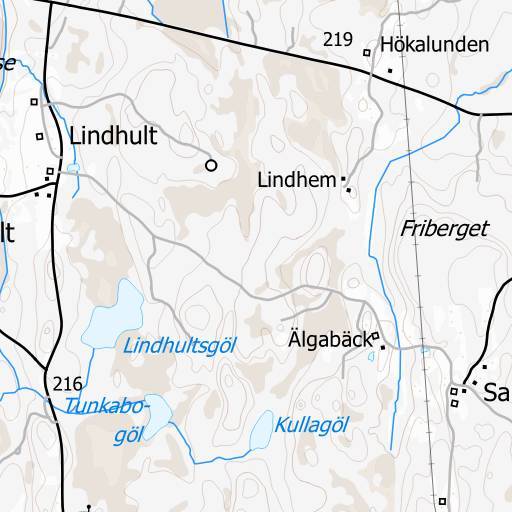 219
Hökalunden
se
Lindhult
Lindhem
lt
Friberget
Älgabäck
Lindhultsgöl
216
Sa
Tunkabo-
göl
Kullagöl